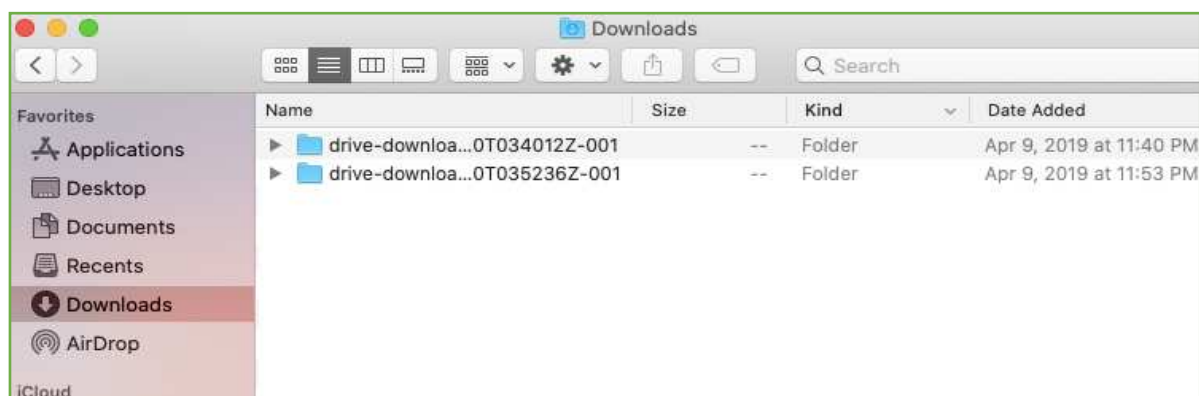 Downloads
Search
Favorites
Applications
Desktop
Documents
Recents
Downloads
AirDrop
iCloud
Name Size Kind Date Added
drive-downloa...0T034012Z-001 -- Folder Apr 9, 2019 at 11:40 PM
drive-downloa...0T035236Z-001 -- Folder Apr 9, 2019 at 11:53 PM